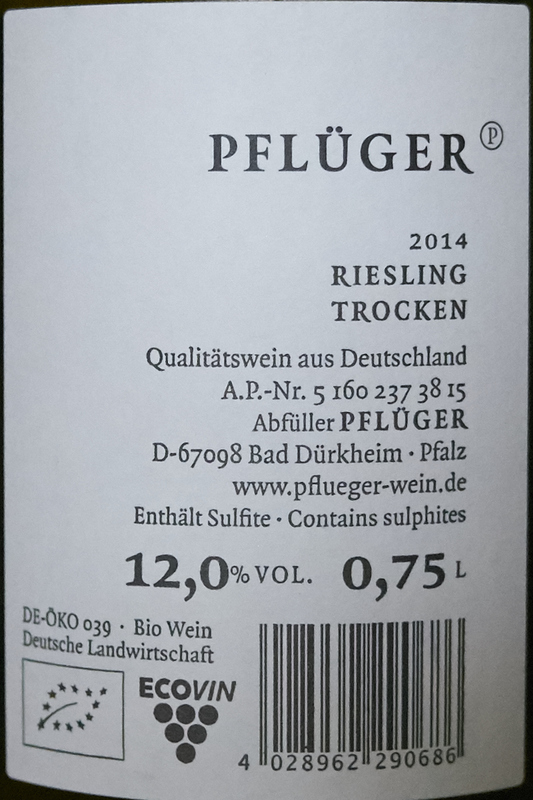 PFLÜGER Ⓟ
2014
RIESLING
TROCKEN
Qualitätswein aus Deutschland
A.P.-Nr. 5 160 237 38 15
Abfüller PFLÜGER
D-67098 Bad Dürkheim · Pfalz
www.pflueger-wein.de
Enthält Sulfite · Contains sulphites
12,0 % VOL. 0,75 L
DE-ÖKO 039 · Bio Wein
Deutsche Landwirtschaft
ECOVIN
4 028962 290686